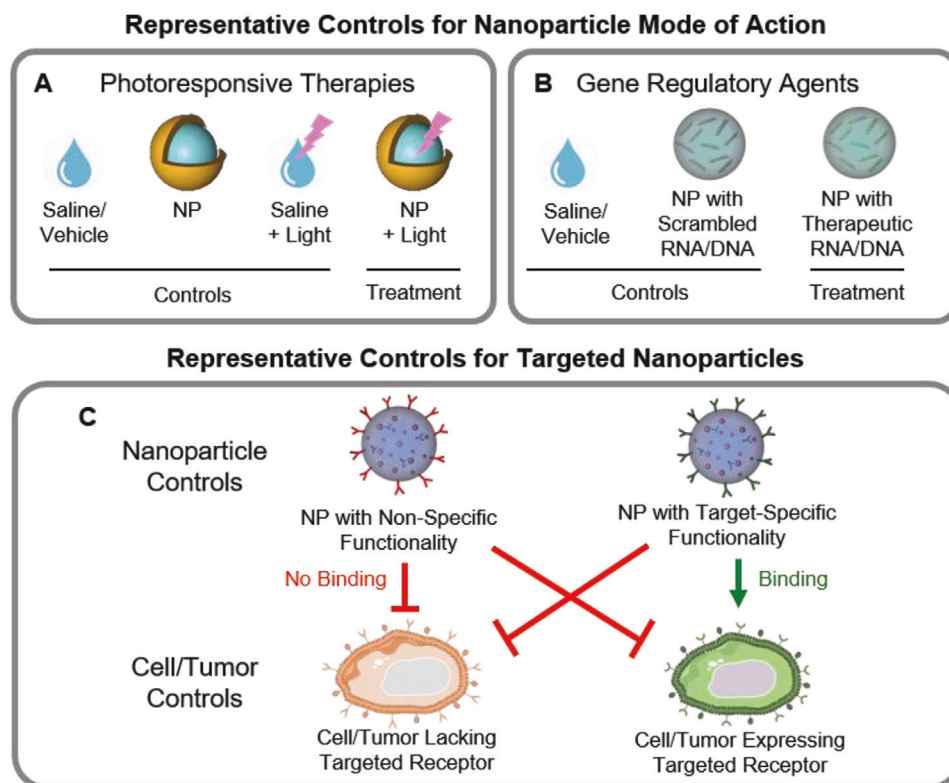 Representative Controls for Nanoparticle Mode of Action
A
Photoresponsive Therapies
Saline/
Vehicle
NP
Saline
+ Light
NP
+ Light
Controls
Treatment
B
Gene Regulatory Agents
Saline/
Vehicle
NP with
Scrambled
RNA/DNA
NP with
Therapeutic
RNA/DNA
Controls
Treatment
Representative Controls for Targeted Nanoparticles
C
Nanoparticle
Controls
NP with Non-Specific
Functionality
NP with Target-Specific
Functionality
No Binding
Binding
Cell/Tumor
Controls
Cell/Tumor Lacking
Targeted Receptor
Cell/Tumor Expressing
Targeted Receptor